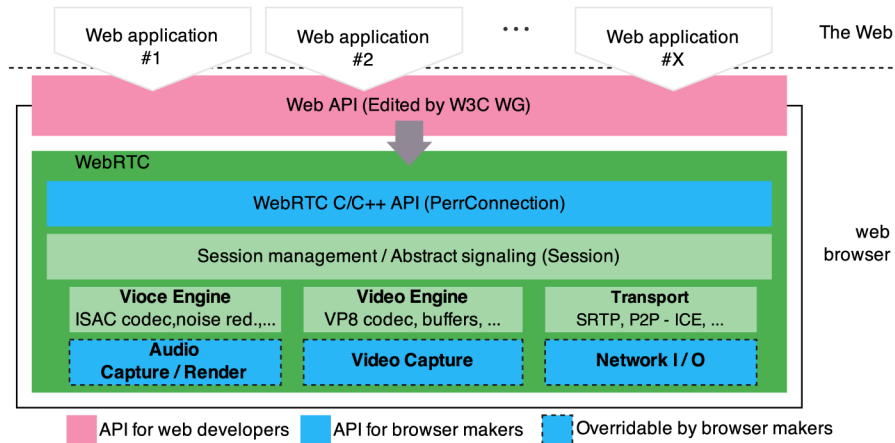 Web application
#1
Web application
#2
...
Web application
#X
The Web
Web API (Edited by W3C WG)
WebRTC
WebRTC C/C++ API (PerrConnection)
Session management / Abstract signaling (Session)
web
browser
Vioce Engine
ISAC codec,noise red.,...
Video Engine
VP8 codec, buffers, ...
Transport
SRTP, P2P - ICE, ...
Audio
Capture / Render
Video Capture
Network I / O
API for web developers
API for browser makers
Overridable by browser makers